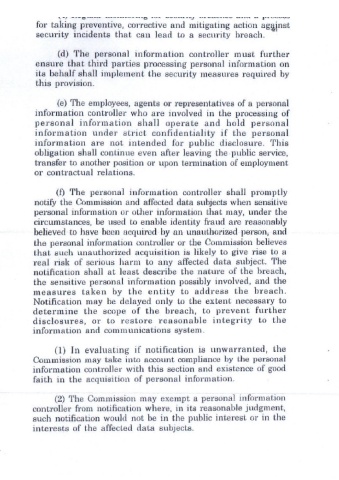 for taking preventive, corrective and mitigating action against
security incidents that can lead to a security breach.
(d) The personal information controller must further
ensure that third parties processing personal information on
its behalf shall implement the security measures required by
this provision.
(e) The employees, agents or representatives of a personal
information controller who are involved in the processing of
personal information shall operate and hold personal
information under strict confidentiality if the personal
information are not intended for public disclosure. This
obligation shall continue even after leaving the public service,
transfer to another position or upon termination of employment
or contractual relations.
(f) The personal information controller shall promptly
notify the Commission and affected data subjects when sensitive
personal information or other information that may, under the
circumstances, be used to enable identity fraud are reasonably
believed to have been acquired by an unauthorized person, and
the personal information controller or the Commission believes
that such unauthorized acquisition is likely to give rise to a
real risk of serious harm to any affected data subject. The
notification shall at least describe the nature of the breach,
the sensitive personal information possibly involved, and the
measures taken by the entity to address the breach.
Notification may be delayed only to the extent necessary to
determine the scope of the breach, to prevent further
disclosures, or to restore reasonable integrity to the
information and communications system.
(1) In evaluating if notification is unwarranted, the
Commission may take into account compliance by the personal
information controller with this section and existence of good
faith in the acquisition of personal information.
(2) The Commission may exempt a personal information
controller from notification where, in its reasonable judgment,
such notification would not be in the public interest or in the
interests of the affected data subjects.